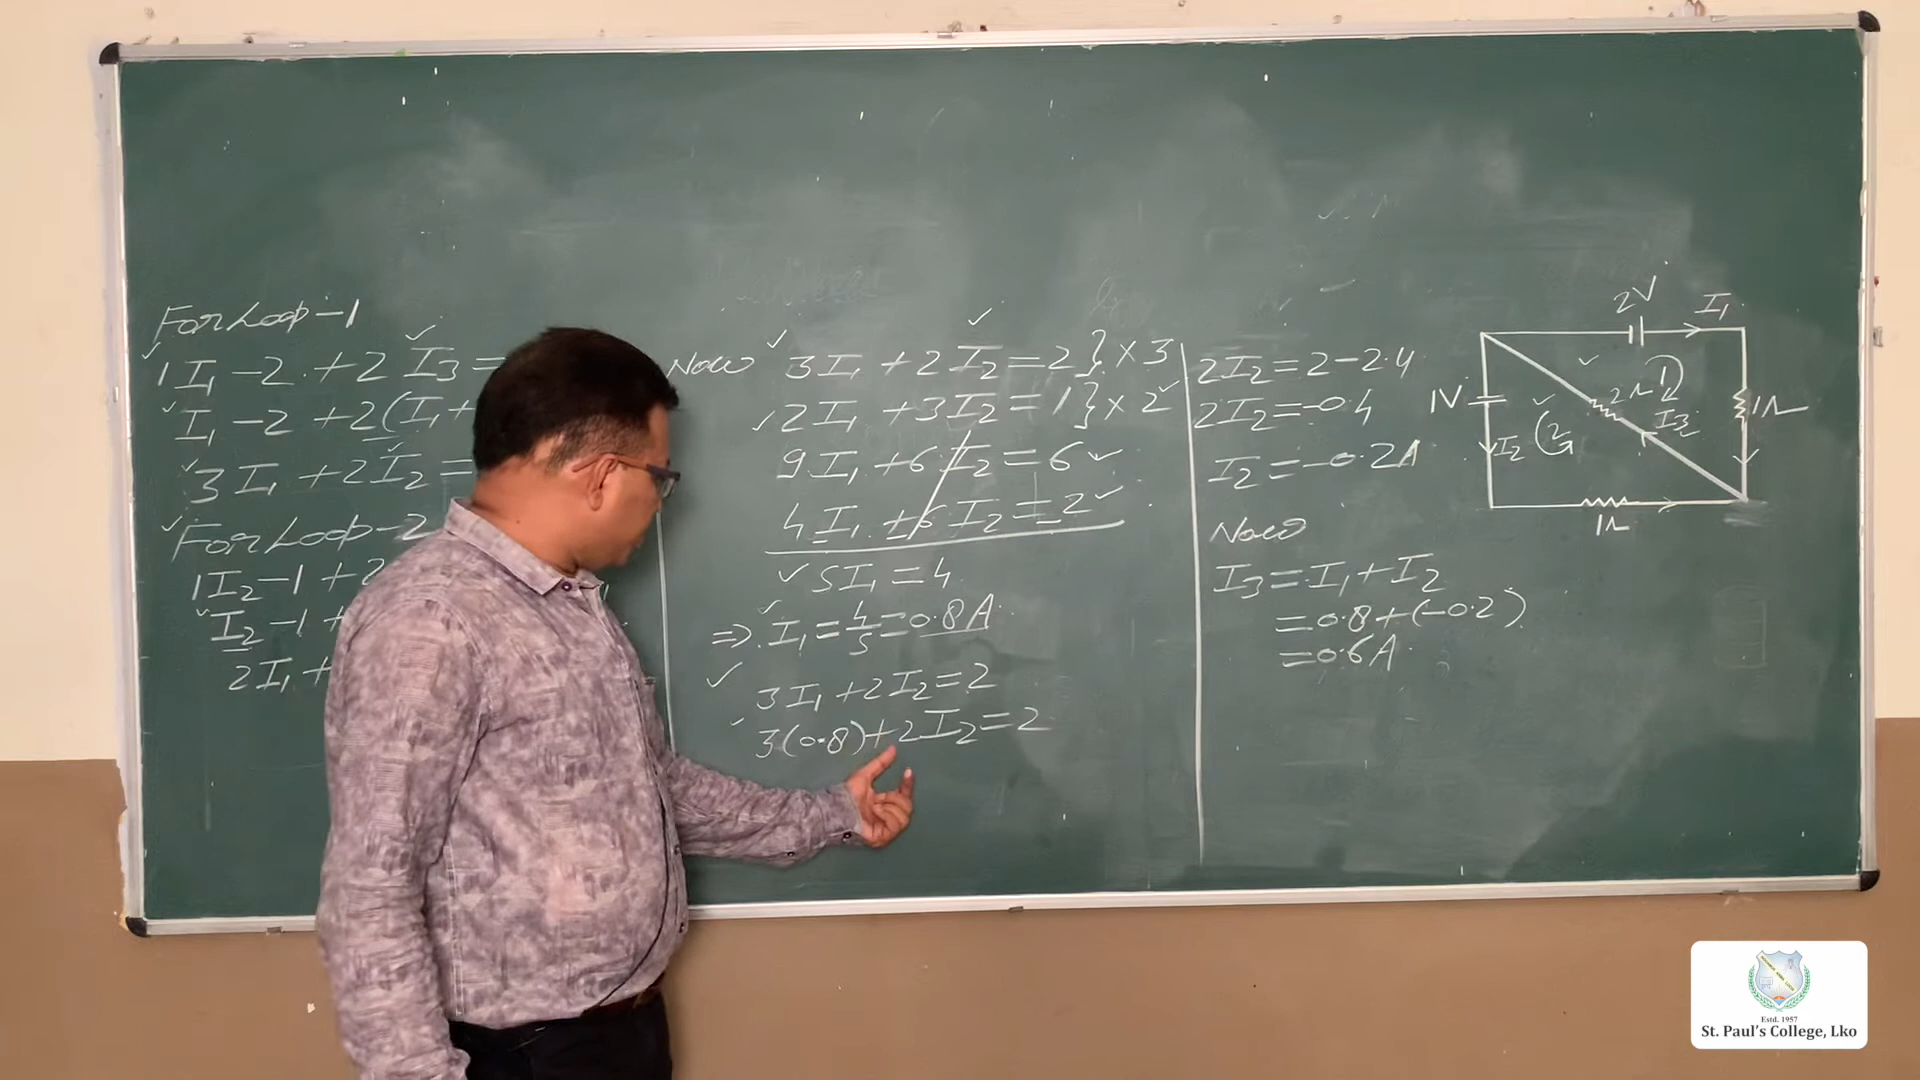 For Loop-1
1I₁-2+2I₃=
I₁-2+2(I₁+
3I₁+2I₂=
For Loop-2
1I₂-1+2
I₂-1+
2I₁+
Now 3I₁+2I₂=2}×3
2I₁+3I₂=1}×2
9I₁+6I₂=6
4I₁+6I₂=2
5I₁=4
⇒ I₁=4/5=0.8A
3I₁+2I₂=2
3(0.8)+2I₂=2
2I₂=2-2.4
2I₂=-0.4
I₂=-0.2A
Now
I₃=I₁+I₂
=0.8+(-0.2)
=0.6A
2V I₁
1V I₂ 2 2Ω 1 I₃ 1Ω
1Ω
Estd. 1957
St. Paul's College, Lko